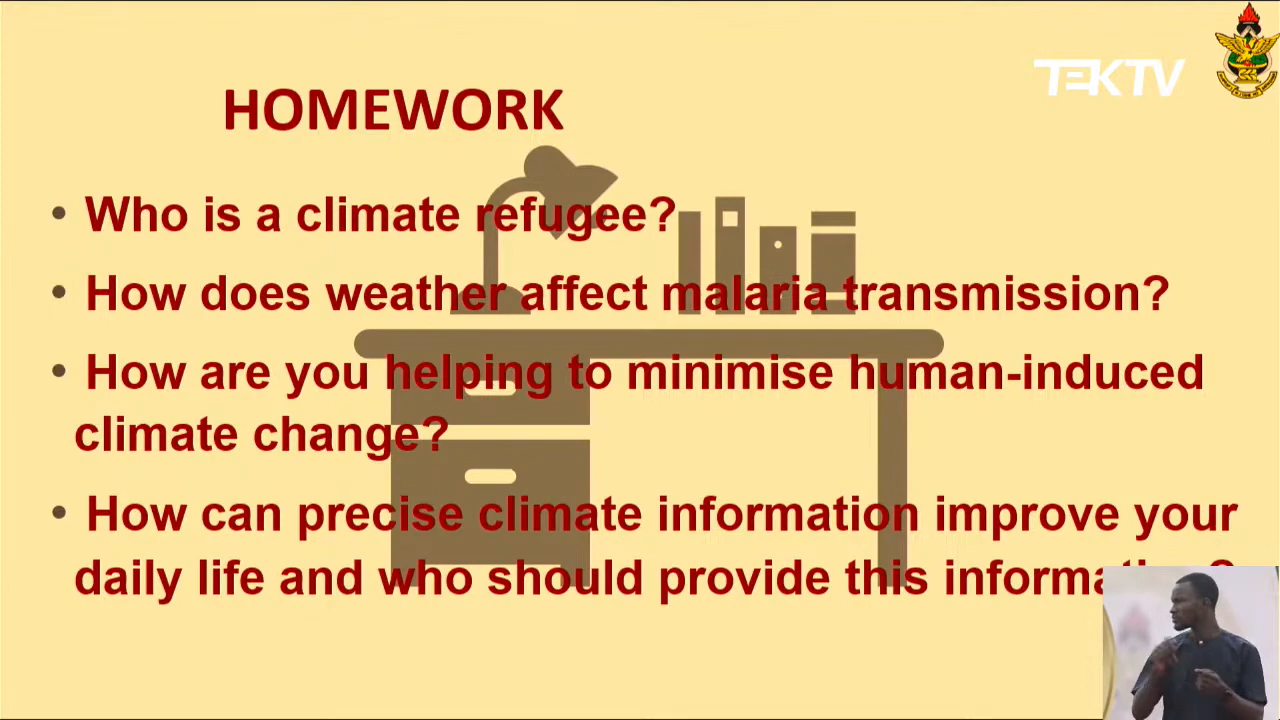 TEKTV
HOMEWORK
• Who is a climate refugee?
• How does weather affect malaria transmission?
• How are you helping to minimise human-induced
climate change?
• How can precise climate information improve your
daily life and who should provide this information?